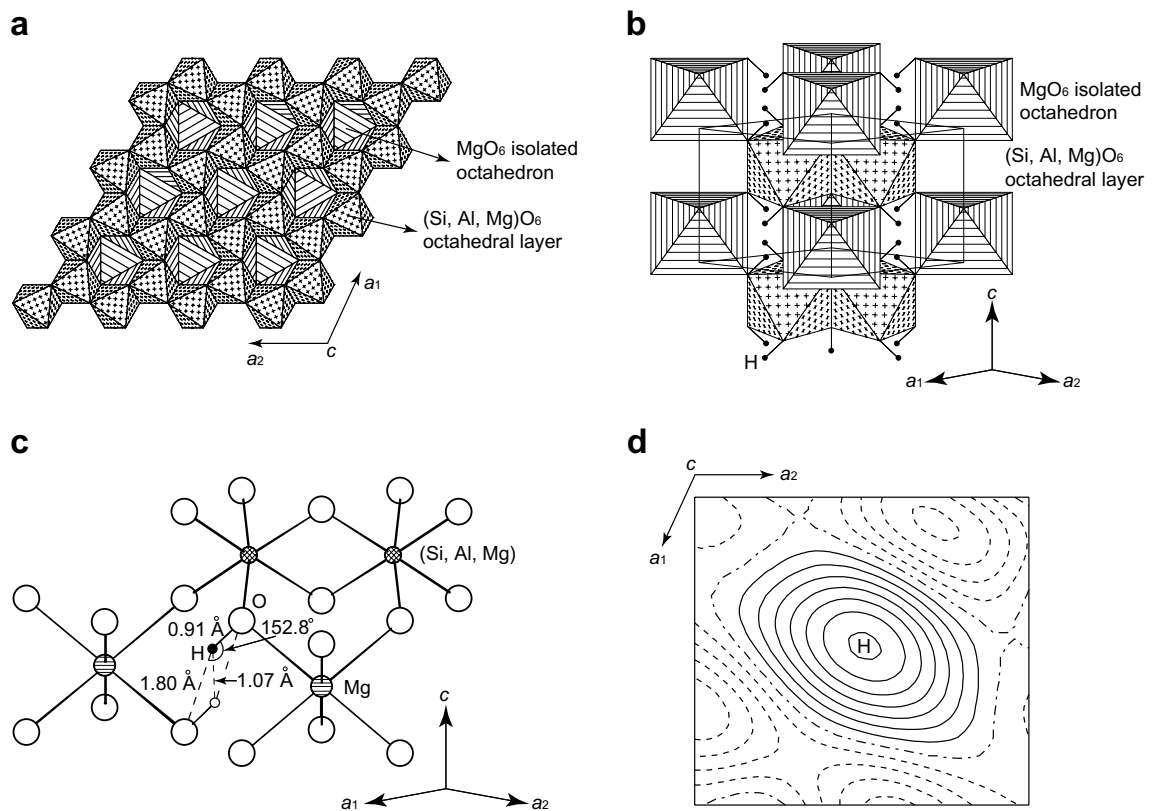 a
MgO₆ isolated
octahedron
(Si, Al, Mg)O₆
octahedral layer
a₁
a₂
c
b
MgO₆ isolated
octahedron
(Si, Al, Mg)O₆
octahedral layer
H
c
a₁
a₂
c
(Si, Al, Mg)
O
0.91 Å
152.8°
H
1.80 Å
1.07 Å
Mg
c
a₁
a₂
d
c
a₂
a₁
H